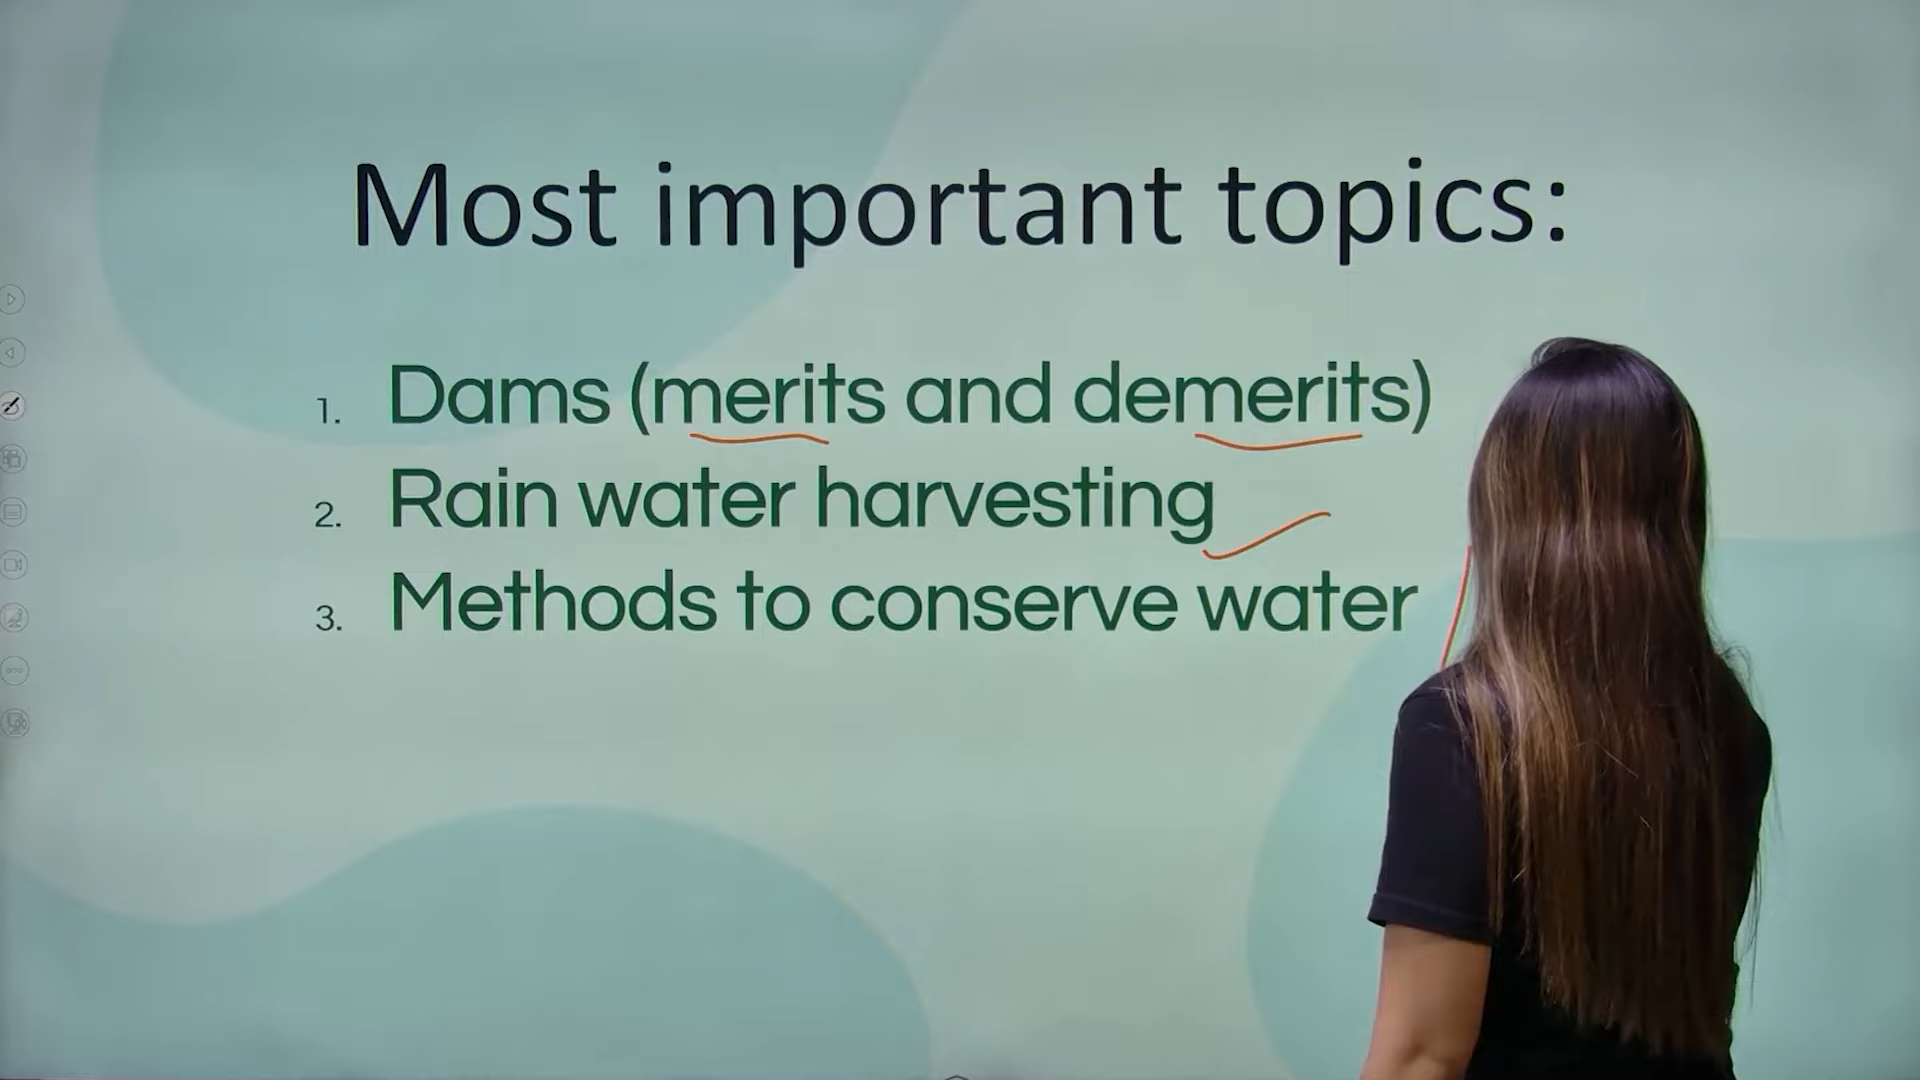 Most important topics:
1. Dams (merits and demerits)
2. Rain water harvesting
3. Methods to conserve water